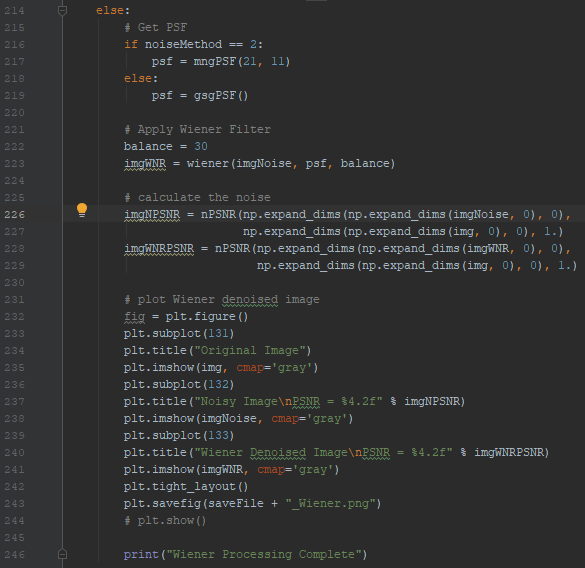 214 else:
215 # Get PSF
216 if noiseMethod == 2:
217 psf = mngPSF(21, 11)
218 else:
219 psf = gsgPSF()
220
221 # Apply Wiener Filter
222 balance = 30
223 imgWNR = wiener(imgNoise, psf, balance)
224
225 # calculate the noise
226 imgNPSNR = nPSNR(np.expand_dims(np.expand_dims(imgNoise, 0), 0),
227 np.expand_dims(np.expand_dims(img, 0), 0), 1.)
228 imgWNRPSNR = nPSNR(np.expand_dims(np.expand_dims(imgWNR, 0), 0),
229 np.expand_dims(np.expand_dims(img, 0), 0), 1.)
230
231 # plot Wiener denoised image
232 fig = plt.figure()
233 plt.subplot(131)
234 plt.title("Original Image")
235 plt.imshow(img, cmap='gray')
236 plt.subplot(132)
237 plt.title("Noisy Image\nPSNR = %4.2f" % imgNPSNR)
238 plt.imshow(imgNoise, cmap='gray')
239 plt.subplot(133)
240 plt.title("Wiener Denoised Image\nPSNR = %4.2f" % imgWNRPSNR)
241 plt.imshow(imgWNR, cmap='gray')
242 plt.tight_layout()
243 plt.savefig(saveFile + "_Wiener.png")
244 # plt.show()
245
246 print("Wiener Processing Complete")